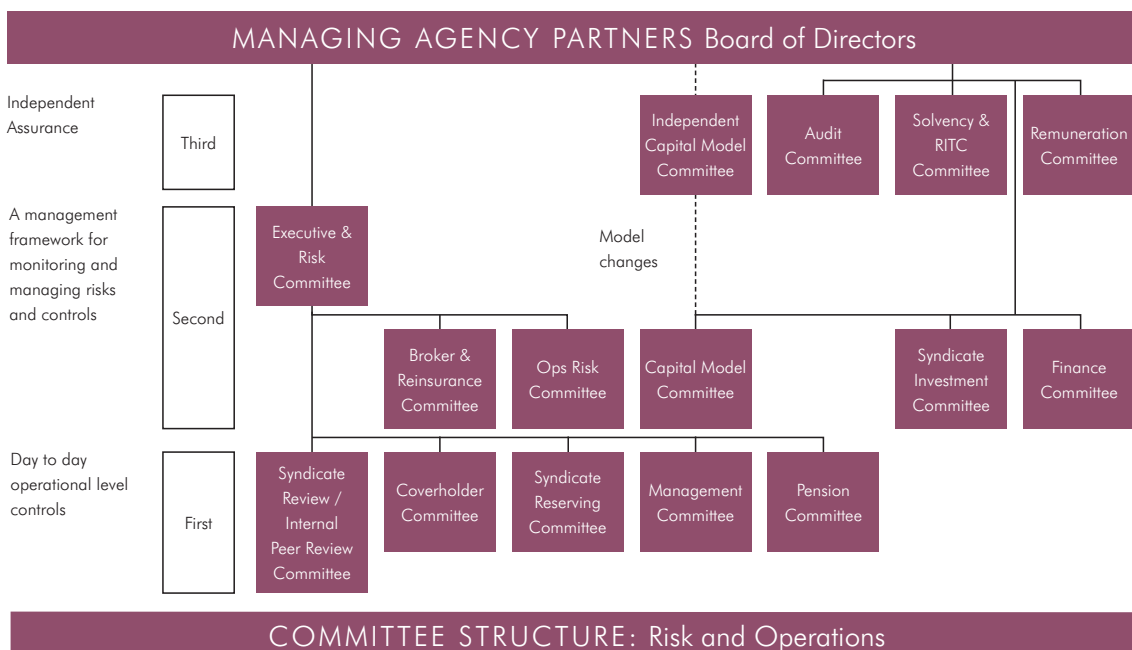 MANAGING AGENCY PARTNERS Board of Directors
Independent
Assurance
Third
Independent
Capital Model
Committee
Audit
Committee
Solvency &
RITC
Committee
Remuneration
Committee
A management
framework for
monitoring and
managing risks
and controls
Second
Executive &
Risk
Committee
Model
changes
Broker &
Reinsurance
Committee
Ops Risk
Committee
Capital Model
Committee
Syndicate
Investment
Committee
Finance
Committee
Day to day
operational level
controls
First
Syndicate
Review /
Internal
Peer Review
Committee
Coverholder
Committee
Syndicate
Reserving
Committee
Management
Committee
Pension
Committee
COMMITTEE STRUCTURE: Risk and Operations